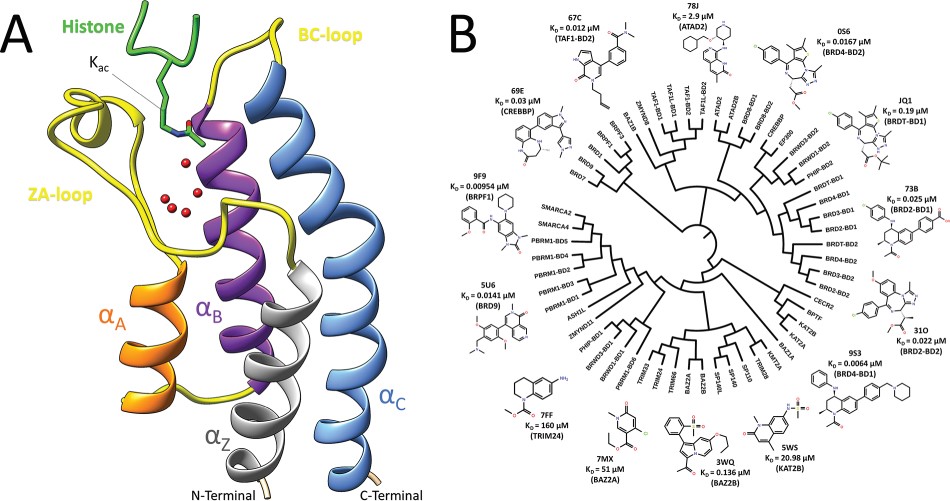 A
Histone
BC-loop
Kac
ZA-loop
αA
αB
αC
αZ
N-Terminal
C-Terminal
B
67C
KD = 0.012 µM
(TAF1-BD2)
78J
KD = 2.9 µM
(ATAD2)
0S6
KD = 0.0167 µM
(BRD4-BD2)
69E
KD = 0.03 µM
(CREBBP)
JQ1
KD = 0.19 µM
(BRDT-BD1)
9F9
KD = 0.00954 µM
(BRPF1)
73B
KD = 0.025 µM
(BRD2-BD1)
5U6
KD = 0.0141 µM
(BRD9)
31O
KD = 0.022 µM
(BRD2-BD2)
7FF
KD = 160 µM
(TRIM24)
7MX
KD = 51 µM
(BAZ2A)
3WQ
KD = 0.136 µM
(BAZ2B)
5WS
KD = 20.98 µM
(KAT2B)
9S3
KD = 0.0064 µM
(BRD4-BD1)
BRD7
BRD9
BRD1
BRPF1
BRPF3
BAZ1B
ZMYND8
TAF1-BD1
TAF1L-BD1
TAF1-BD2
TAF1L-BD2
ATAD2
ATAD2B
BRD8-BD1
BRD8-BD2
CREBBP
EP300
BRWD3-BD2
BRWD1-BD2
PHIP-BD2
BRDT-BD1
BRD4-BD1
BRD3-BD1
BRD2-BD1
BRDT-BD2
BRD4-BD2
BRD3-BD2
BRD2-BD2
CECR2
BPTF
KAT2B
KAT2A
BAZ1A
KMT2A
TRIM28
SP110
SP140
SP140L
BAZ2B
BAZ2A
TRIM66
TRIM24
TRIM33
PBRM1-BD6
BRWD1-BD1
BRWD3-BD1
PHIP-BD1
ZMYND11
ASH1L
PBRM1-BD1
PBRM1-BD3
PBRM1-BD2
PBRM1-BD4
PBRM1-BD5
SMARCA4
SMARCA2